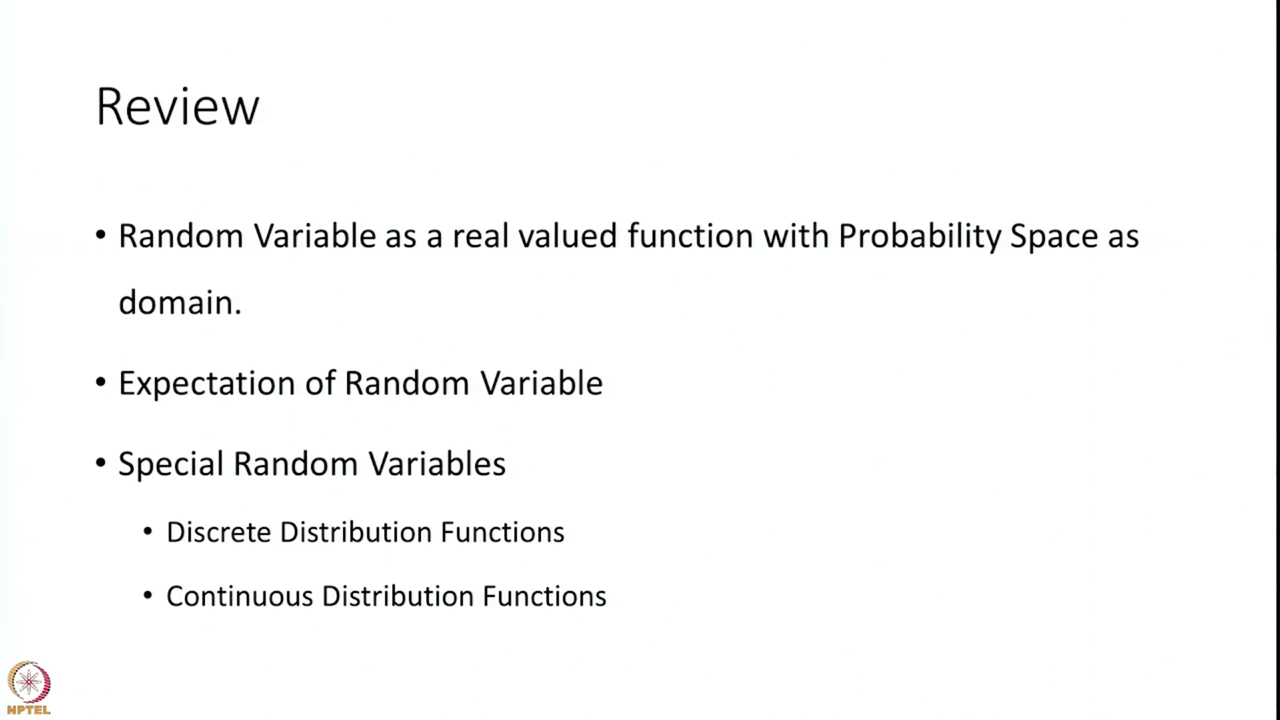 Review
• Random Variable as a real valued function with Probability Space as
domain.
• Expectation of Random Variable
• Special Random Variables
• Discrete Distribution Functions
• Continuous Distribution Functions
NPTEL